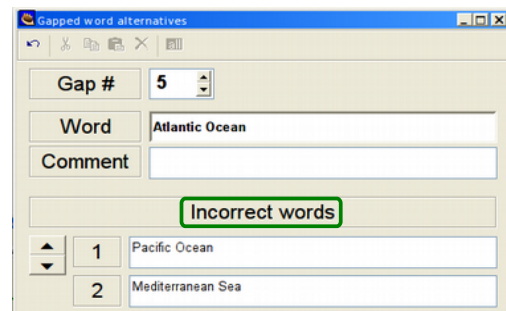 Gapped word alternatives
Gap # 5
Word Atlantic Ocean
Comment
Incorrect words
1 Pacific Ocean
2 Mediterranean Sea